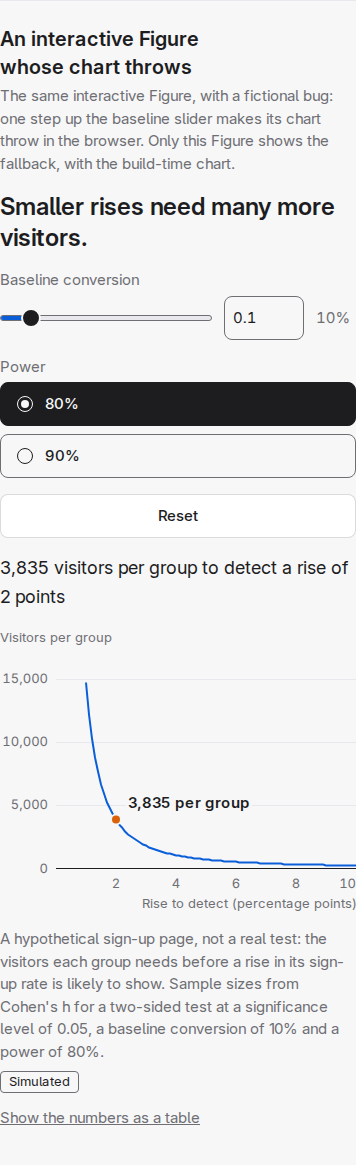 An interactive Figure
whose chart throws
The same interactive Figure, with a fictional bug:
one step up the baseline slider makes its chart
throw in the browser. Only this Figure shows the
fallback, with the build-time chart.
Smaller rises need many more
visitors.
Baseline conversion
0.1 10%
Power
80%
90%
Reset
3,835 visitors per group to detect a rise of
2 points
Visitors per group
15,000
10,000
5,000
3,835 per group
0
2 4 6 8 10
Rise to detect (percentage points)
A hypothetical sign-up page, not a real test: the
visitors each group needs before a rise in its sign-
up rate is likely to show. Sample sizes from
Cohen's h for a two-sided test at a significance
level of 0.05, a baseline conversion of 10% and a
power of 80%.
Simulated
Show the numbers as a table